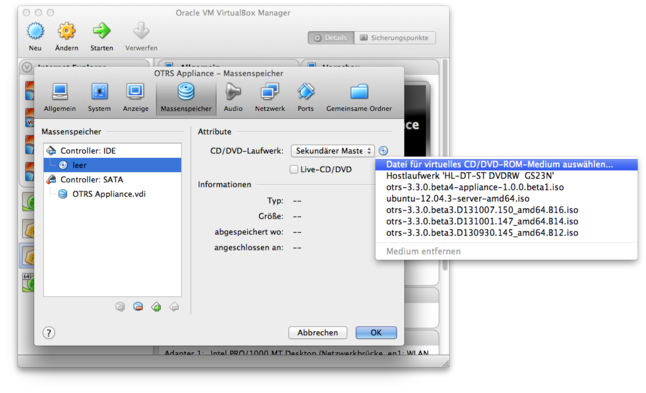 Oracle VM VirtualBox Manager
Neu Ändern Starten Verwerfen
Details Sicherungspunkte
OTRS Appliance – Massenspeicher
Allgemein System Anzeige Massenspeicher Audio Netzwerk Ports Gemeinsame Ordner
Massenspeicher
Controller: IDE
leer
Controller: SATA
OTRS Appliance.vdi
Attribute
CD/DVD-Laufwerk: Sekundärer Maste
Live-CD/DVD
Informationen
Typ: --
Größe: --
abgespeichert wo: --
angeschlossen an: --
Datei für virtuelles CD/DVD-ROM-Medium auswählen...
Hostlaufwerk 'HL-DT-ST DVDRW GS23N'
otrs-3.3.0.beta4-appliance-1.0.0.beta1.iso
ubuntu-12.04.3-server-amd64.iso
otrs-3.3.0.beta3.D131007.150_amd64.B16.iso
otrs-3.3.0.beta3.D131001.147_amd64.B14.iso
otrs-3.3.0.beta3.D130930.145_amd64.B12.iso
Medium entfernen
?
Abbrechen OK
Adapter 1: Intel PRO/1000 MT Desktop (Netzwerkbrücke, en1: WLAN